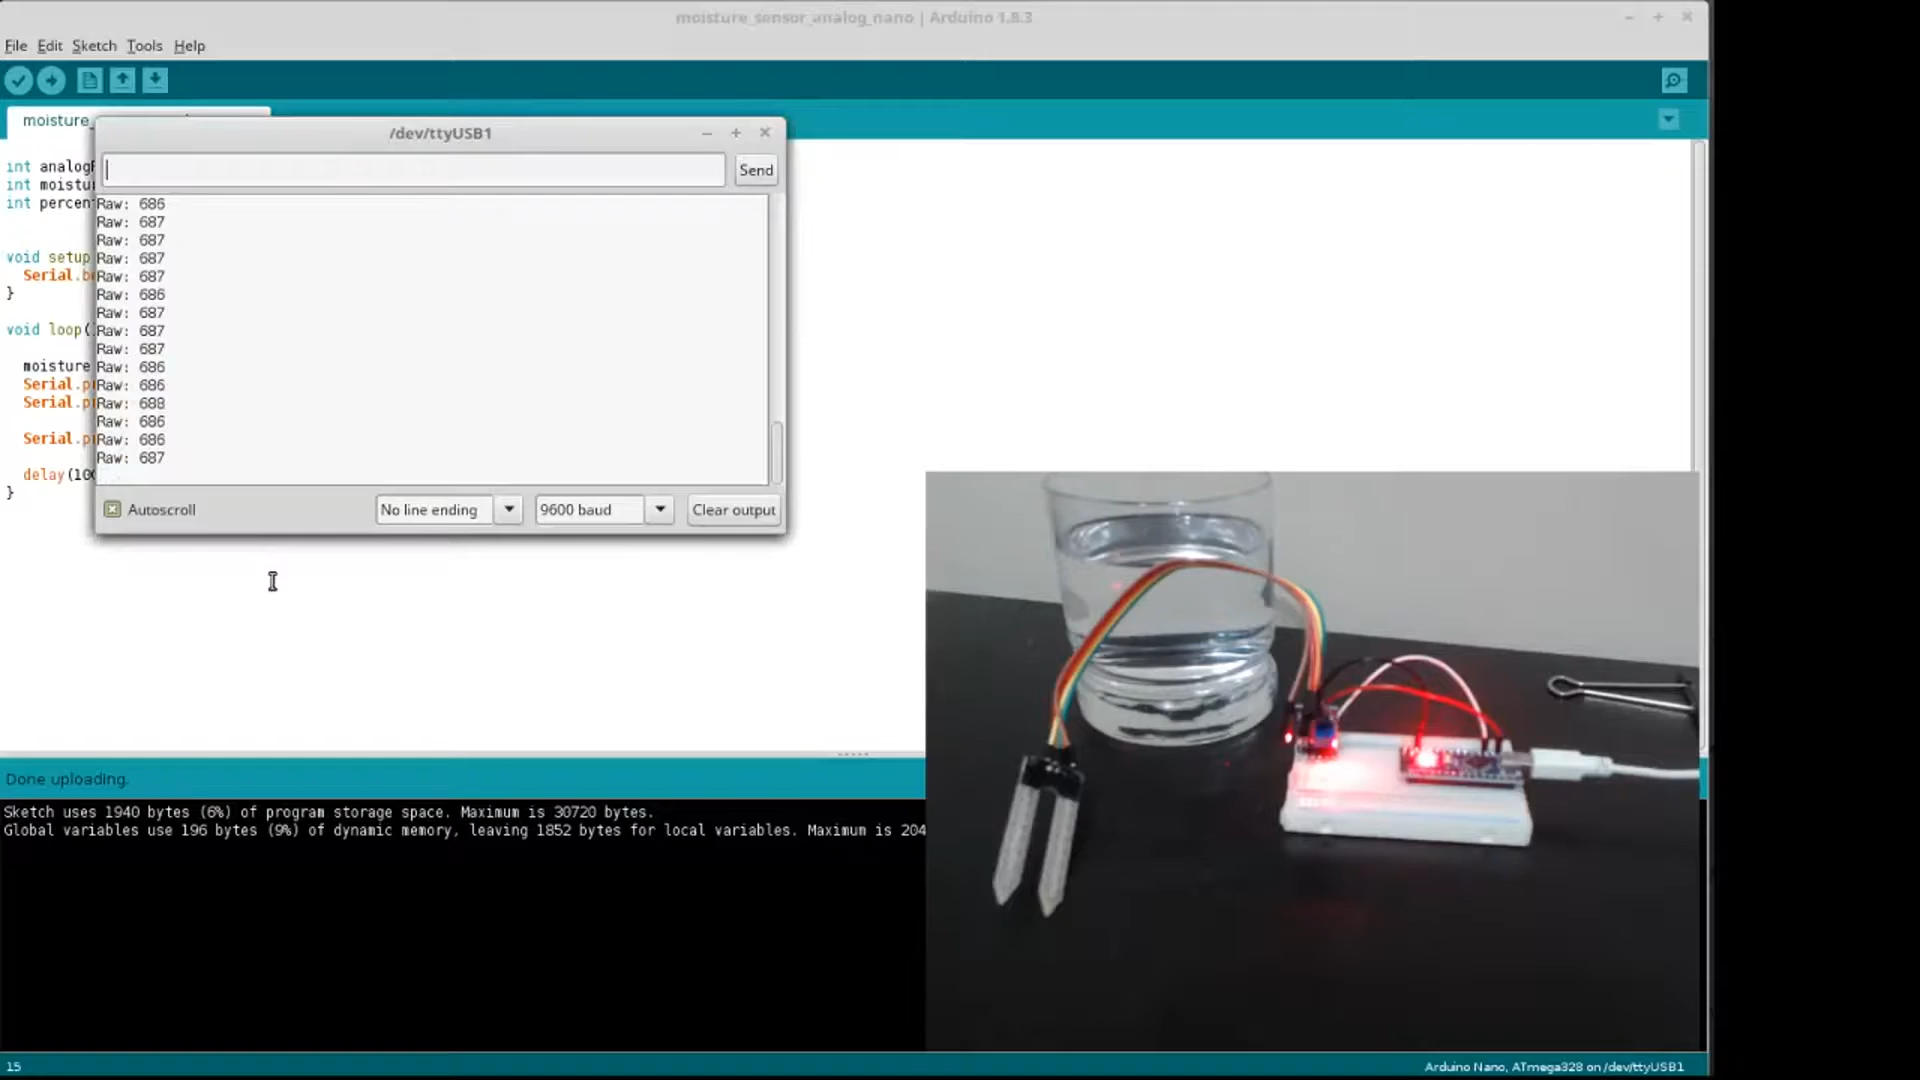 moisture_sensor_analog_nano | Arduino 1.8.3
File Edit Sketch Tools Help
moisture_
/dev/ttyUSB1
Send
int analog
int moistu
int percen
void setup
Serial.b
}
void loop(
moisture
Serial.p
Serial.p
Serial.p
delay(10
}
Raw: 686
Raw: 687
Raw: 687
Raw: 687
Raw: 687
Raw: 686
Raw: 687
Raw: 687
Raw: 687
Raw: 686
Raw: 686
Raw: 688
Raw: 686
Raw: 686
Raw: 687
Autoscroll
No line ending
9600 baud
Clear output
Done uploading.
Sketch uses 1940 bytes (6%) of program storage space. Maximum is 30720 bytes.
Global variables use 196 bytes (9%) of dynamic memory, leaving 1852 bytes for local variables. Maximum is 204
15
Arduino Nano, ATmega328 on /dev/ttyUSB1